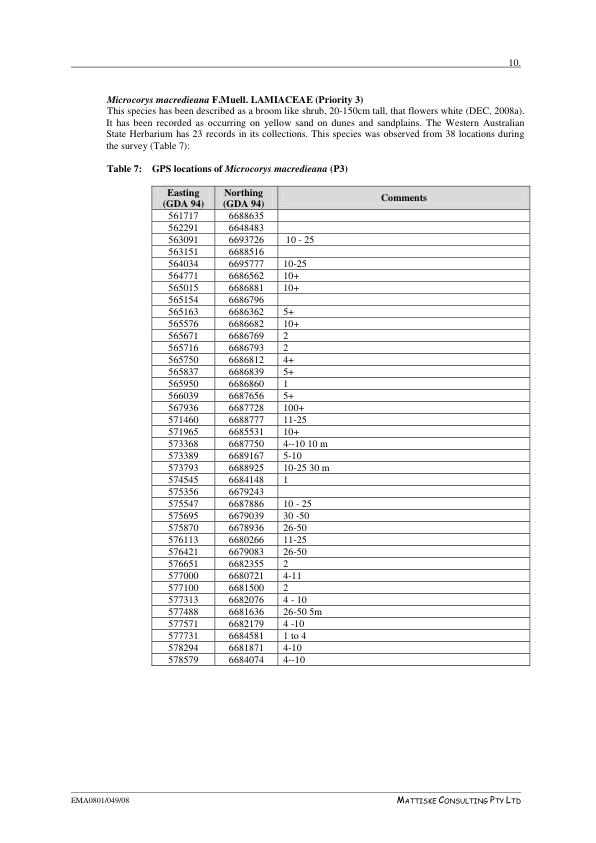 10.
Microcorys macredieana F.Muell. LAMIACEAE (Priority 3)
This species has been described as a broom like shrub, 20-150cm tall, that flowers white (DEC, 2008a).
It has been recorded as occurring on yellow sand on dunes and sandplains. The Western Australian
State Herbarium has 23 records in its collections. This species was observed from 38 locations during
the survey (Table 7):
Table 7: GPS locations of Microcorys macredieana (P3)
Easting (GDA 94) Northing (GDA 94) Comments
561717 6688635
562291 6648483
563091 6693726 10 - 25
563151 6688516
564034 6695777 10-25
564771 6686562 10+
565015 6686881 10+
565154 6686796
565163 6686362 5+
565576 6686682 10+
565671 6686769 2
565716 6686793 2
565750 6686812 4+
565837 6686839 5+
565950 6686860 1
566039 6687656 5+
567936 6687728 100+
571460 6688777 11-25
571965 6685531 10+
573368 6687750 4--10 10 m
573389 6689167 5-10
573793 6688925 10-25 30 m
574545 6684148 1
575356 6679243
575547 6687886 10 - 25
575695 6679039 30 -50
575870 6678936 26-50
576113 6680266 11-25
576421 6679083 26-50
576651 6682355 2
577000 6680721 4-11
577100 6681500 2
577313 6682076 4 - 10
577488 6681636 26-50 5m
577571 6682179 4 -10
577731 6684581 1 to 4
578294 6681871 4-10
578579 6684074 4--10
EMA0801/049/08 MATTISKE CONSULTING PTY LTD